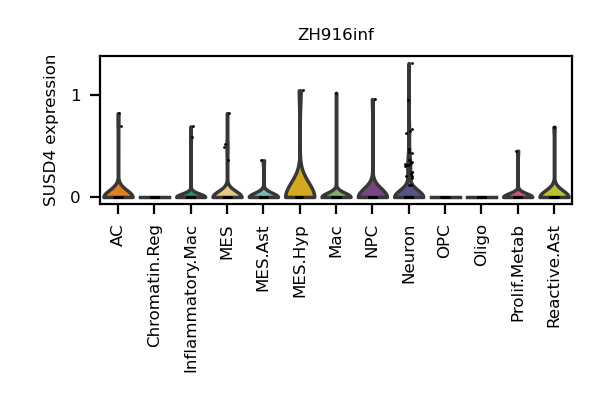 ZH916inf
SUSD4 expression
1
0
AC
Chromatin.Reg
Inflammatory.Mac
MES
MES.Ast
MES.Hyp
Mac
NPC
Neuron
OPC
Oligo
Prolif.Metab
Reactive.Ast